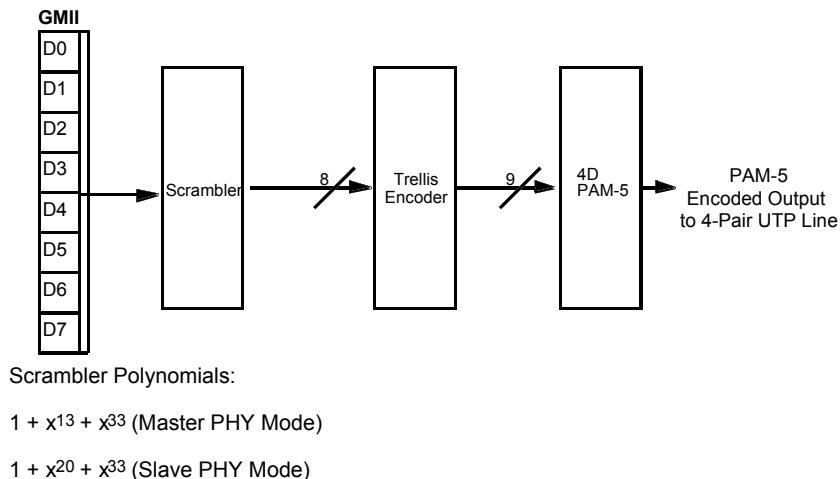 GMII
D0
D1
D2
D3
D4
D5
D6
D7
Scrambler
8
Trellis
Encoder
9
4D
PAM-5
PAM-5
Encoded Output
to 4-Pair UTP Line
Scrambler Polynomials:
1 + x13 + x33 (Master PHY Mode)
1 + x20 + x33 (Slave PHY Mode)